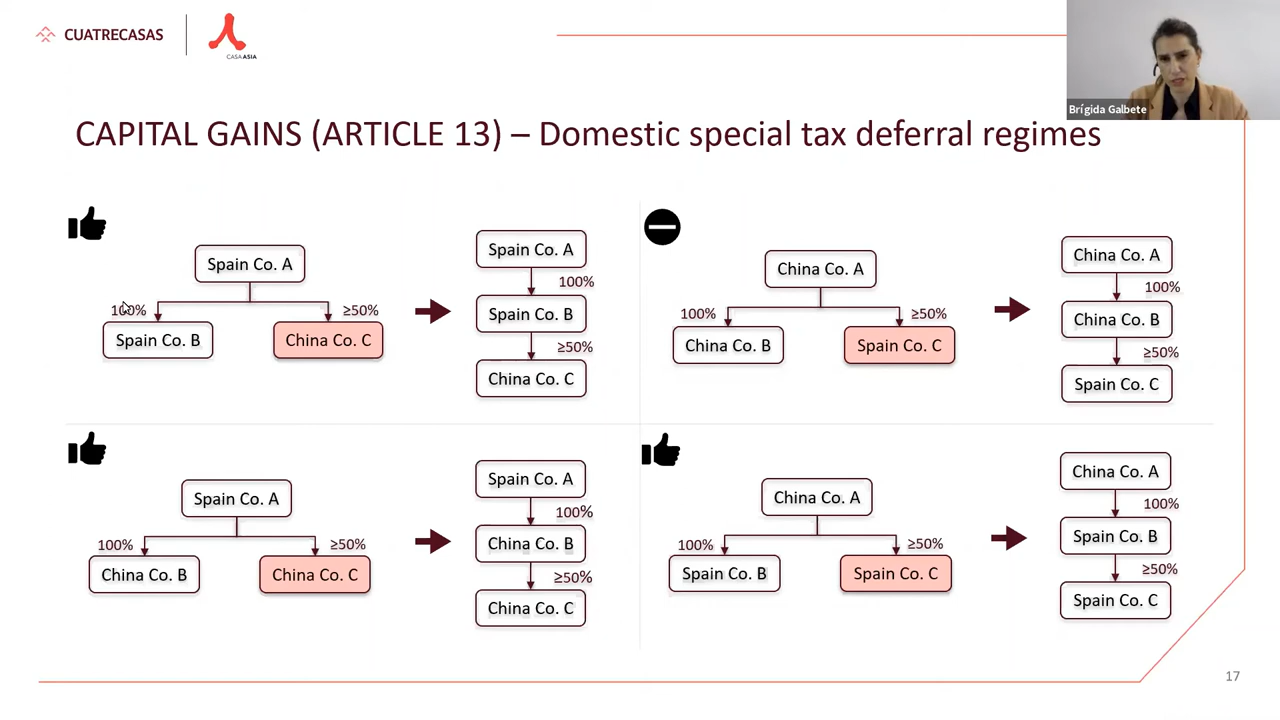 CUATRECASAS
CASAASIA
Brígida Galbete
CAPITAL GAINS (ARTICLE 13) – Domestic special tax deferral regimes
Spain Co. A
100%
≥50%
Spain Co. B
China Co. C
Spain Co. A
100%
Spain Co. B
≥50%
China Co. C
China Co. A
100%
≥50%
China Co. B
Spain Co. C
China Co. A
100%
China Co. B
≥50%
Spain Co. C
Spain Co. A
100%
≥50%
China Co. B
China Co. C
Spain Co. A
100%
China Co. B
≥50%
China Co. C
China Co. A
100%
≥50%
Spain Co. B
Spain Co. C
China Co. A
100%
Spain Co. B
≥50%
Spain Co. C
17